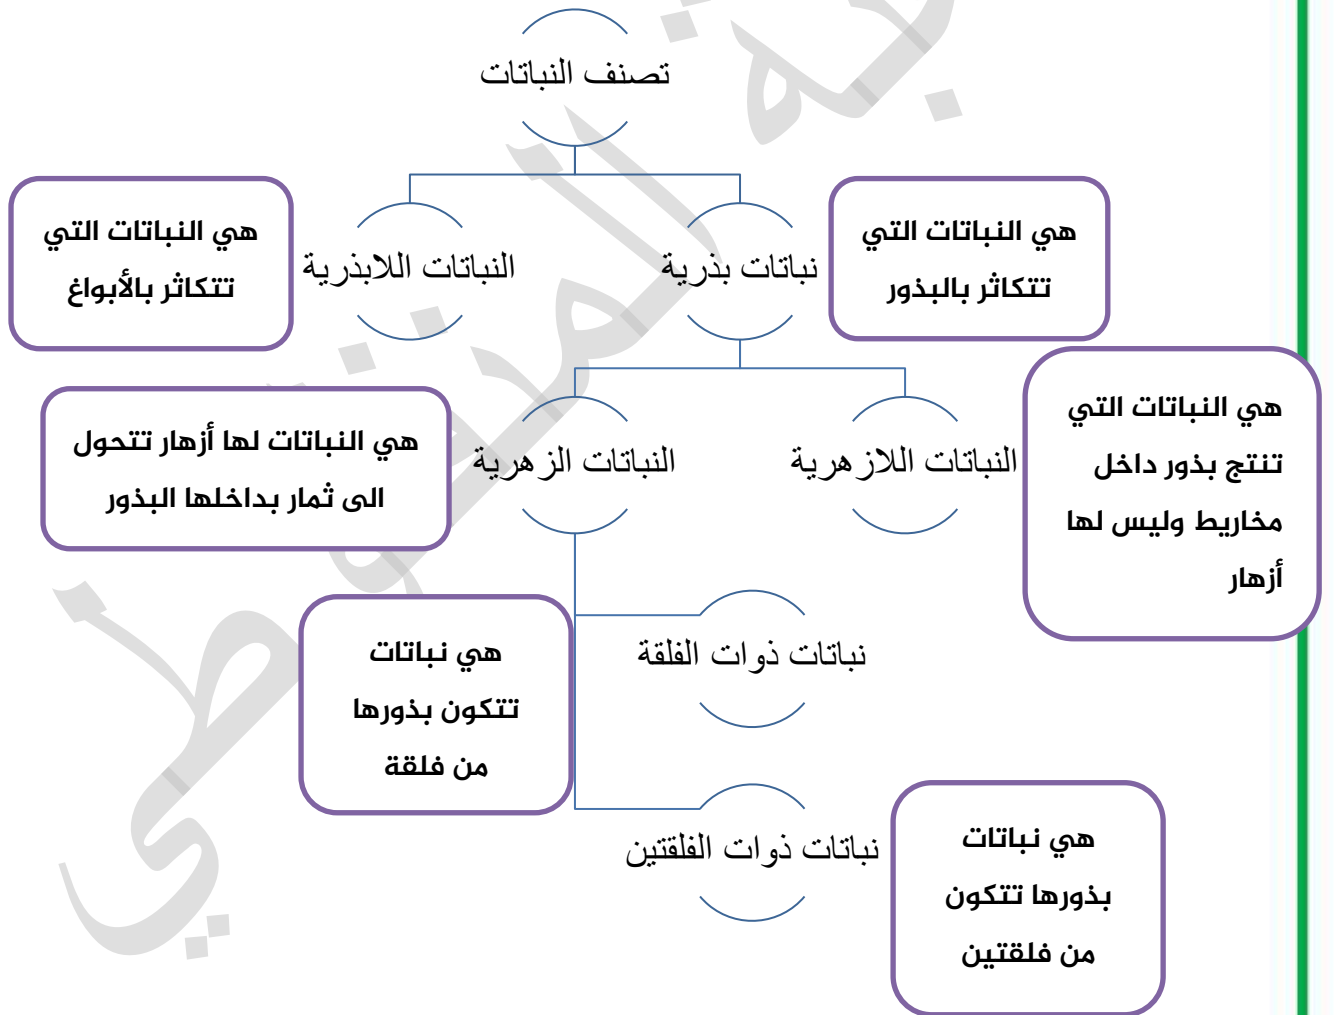 تصنف النباتات
نباتات بذرية
هي النباتات التي
تتكاثر بالبذور
النباتات اللابذرية
هي النباتات التي
تتكاثر بالأبواغ
النباتات اللازهرية
هي النباتات التي
تنتج بذور داخل
مخاريط وليس لها
أزهار
النباتات الزهرية
هي النباتات لها أزهار تتحول
الى ثمار بداخلها البذور
نباتات ذوات الفلقة
هي نباتات
تتكون بذورها
من فلقة
نباتات ذوات الفلقتين
هي نباتات
بذورها تتكون
من فلقتين